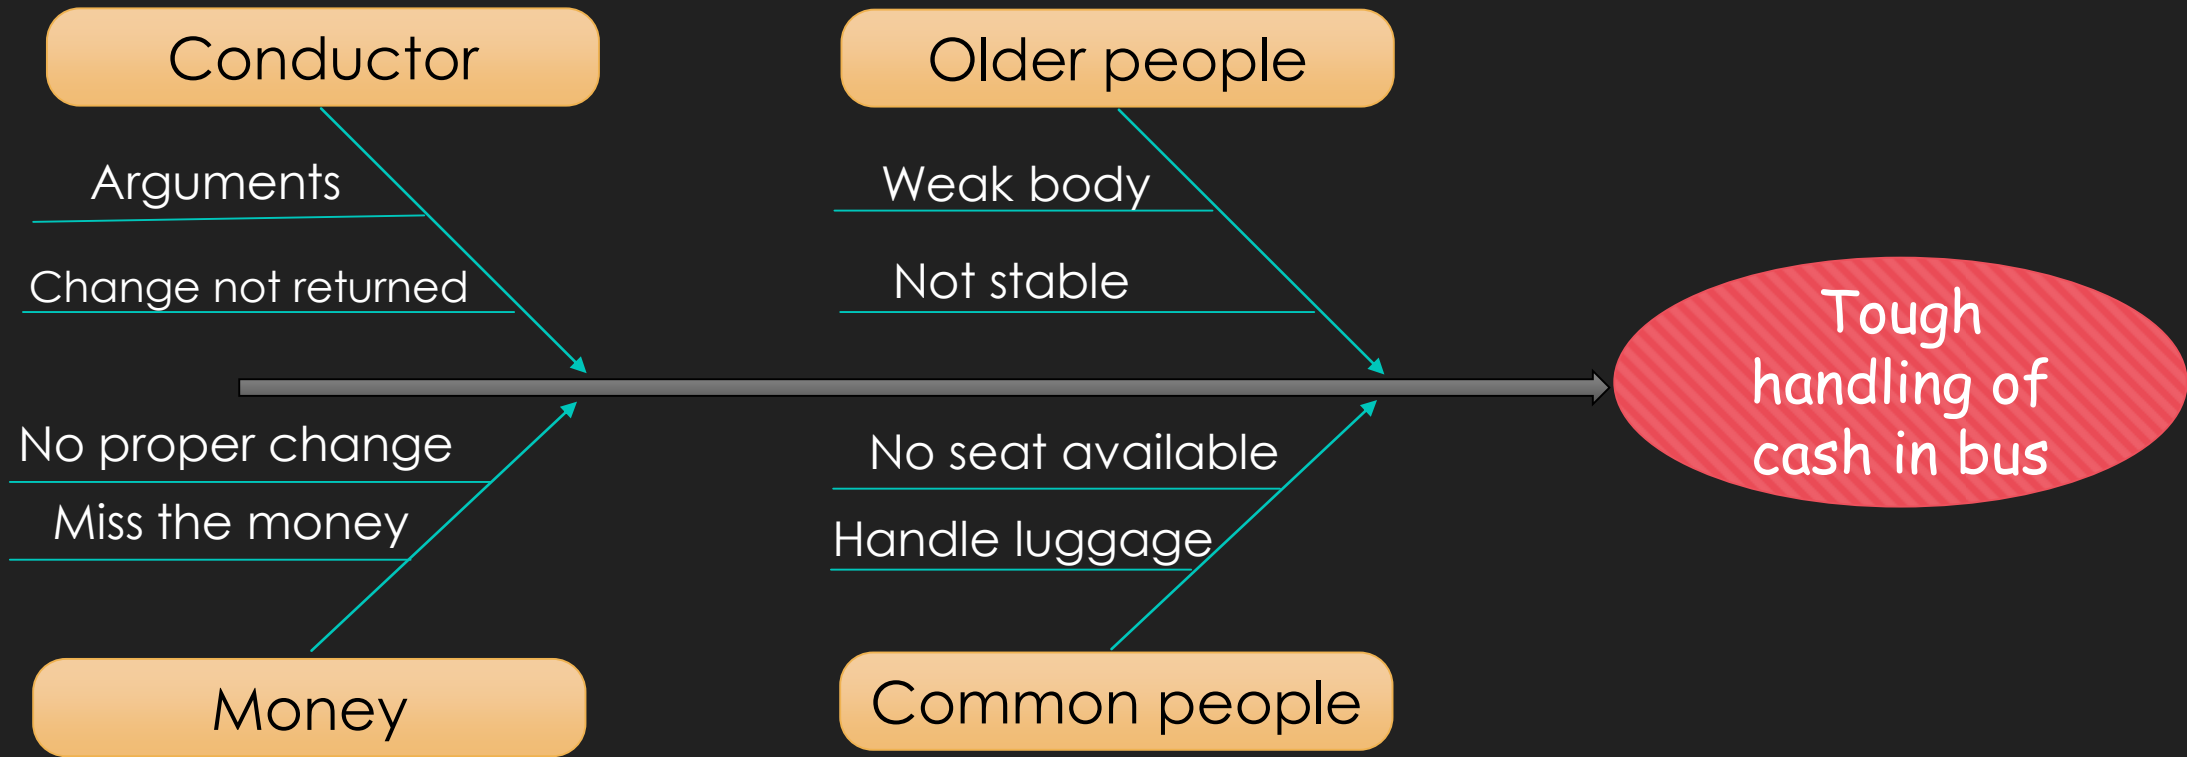 Conductor
Older people
Arguments
Weak body
Change not returned
Not stable
Tough
handling of
cash in bus
No proper change
No seat available
Miss the money
Handle luggage
Money
Common people